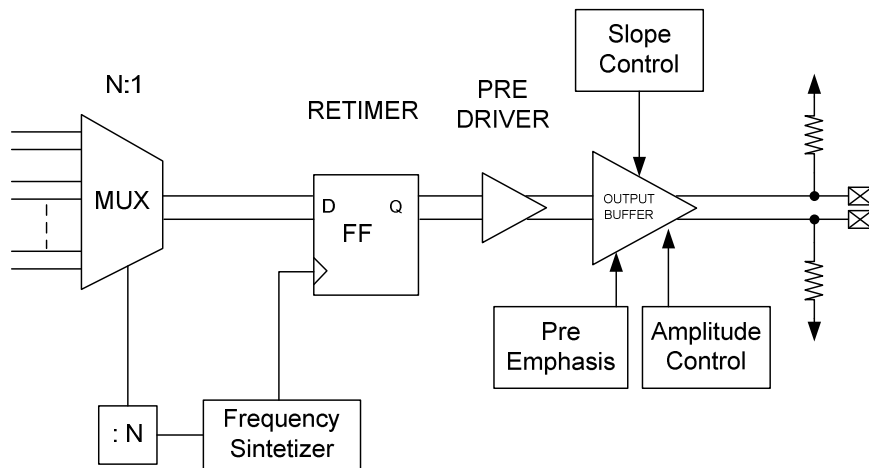 Slope
Control
N:1
PRE
DRIVER
RETIMER
MUX
D
Q
FF
OUTPUT
BUFFER
Pre
Emphasis
Amplitude
Control
: N
Frequency
Sintetizer